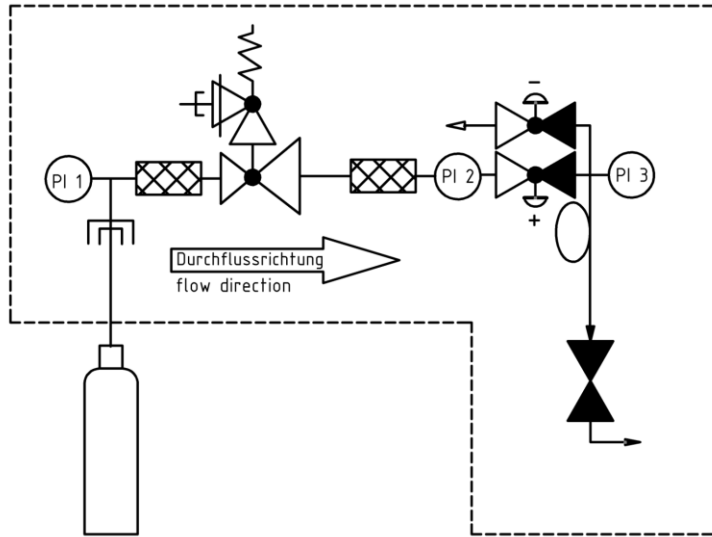 -
PI 1
PI 2
PI 3
+
Durchflussrichtung
flow direction